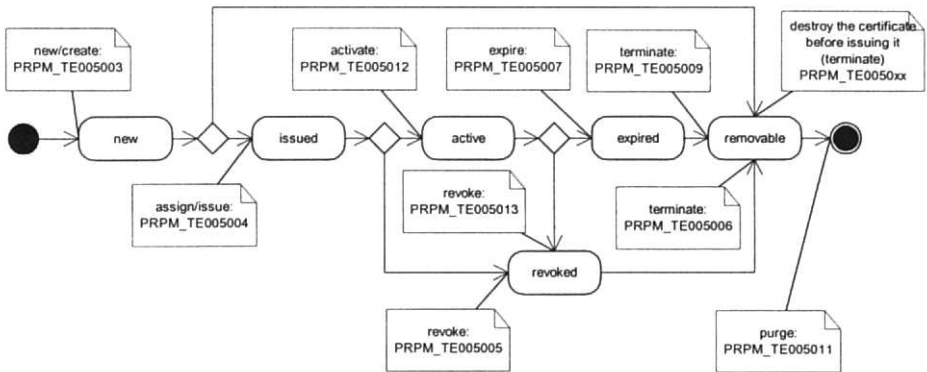 new/create:
PRPM_TE005003
activate:
PRPM_TE005012
expire:
PRPM_TE005007
terminate:
PRPM_TE005009
destroy the certificate
before issuing it
(terminate)
PRPM_TE0050xx
new
issued
active
expired
removable
assign/issue:
PRPM_TE005004
revoke:
PRPM_TE005013
terminate:
PRPM_TE005006
revoked
revoke:
PRPM_TE005005
purge:
PRPM_TE005011